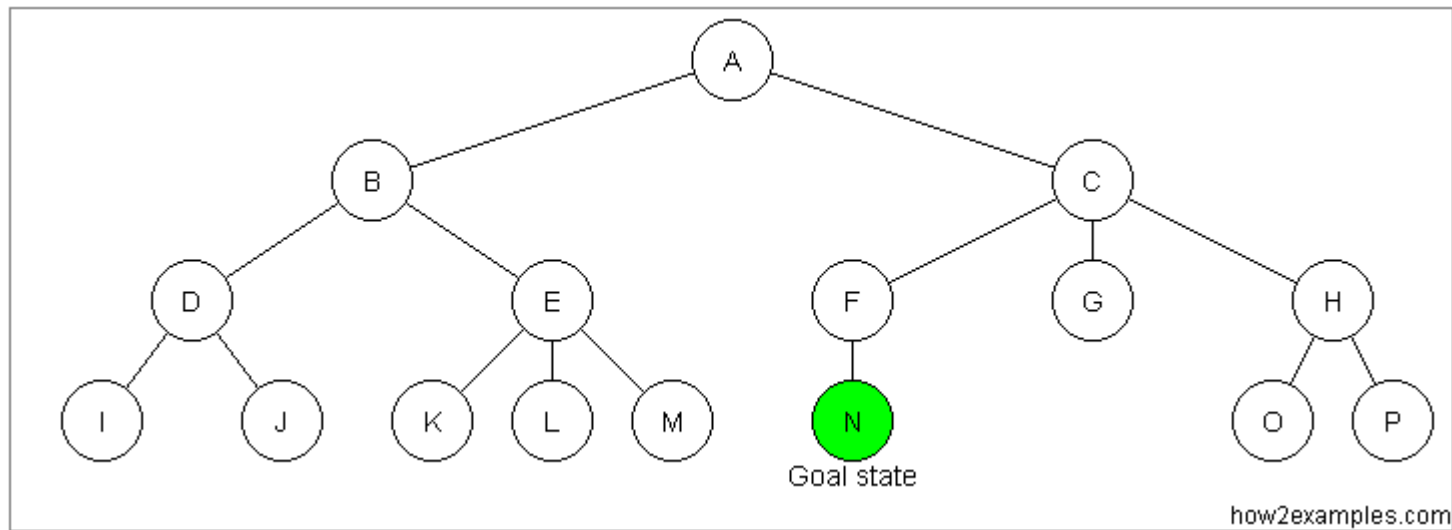 A
B C
D E F G H
I J K L M N O P
Goal state
how2examples.com